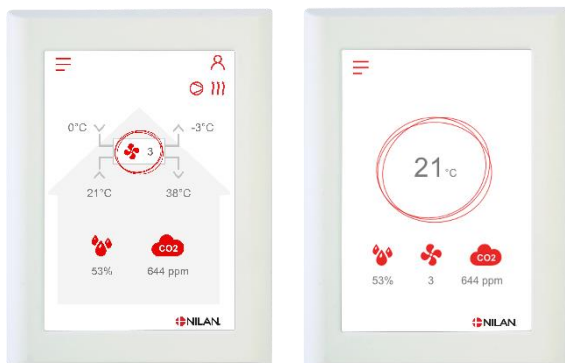 0°C
-3°C
3
21°C
38°C
CO2
53%
644 ppm
NILAN
21°C
CO2
53%
3
644 ppm
NILAN